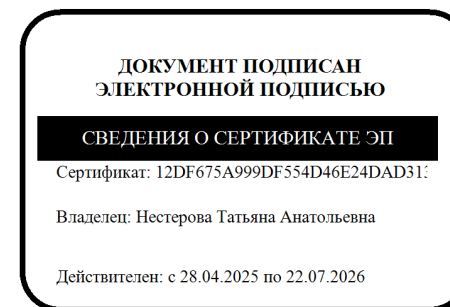 ДОКУМЕНТ ПОДПИСАН
ЭЛЕКТРОННОЙ ПОДПИСЬЮ
СВЕДЕНИЯ О СЕРТИФИКАТЕ ЭП
Сертификат: 12DF675A999DF554D46E24DAD313
Владелец: Нестерова Татьяна Анатольевна
Действителен: с 28.04.2025 по 22.07.2026